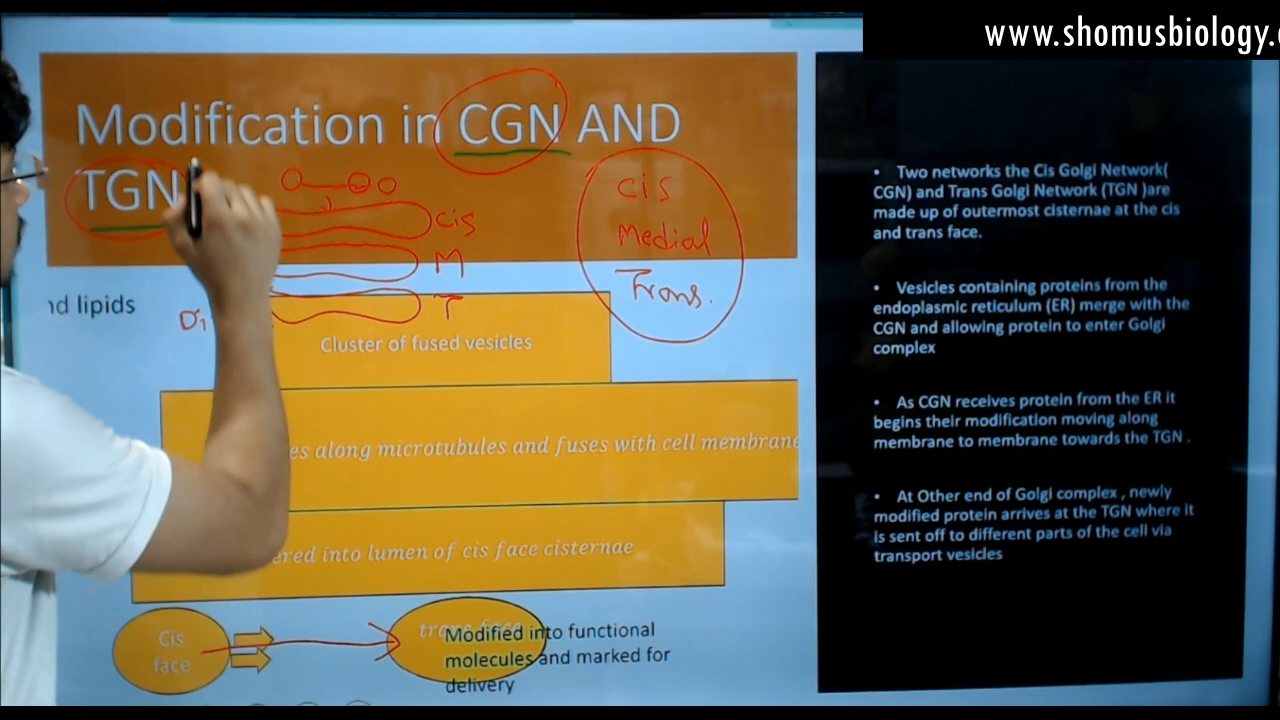 www.shomusbiology.
Modification in CGN AND
TGN
cis
M
T
cis
Medial
Trans.
nd lipids
Cluster of fused vesicles
es along microtubules and fuses with cell membrane
ered into lumen of cis face cisternae
Cis
face
trans face
Modified into functional
molecules and marked for
delivery
• Two networks the Cis Golgi Network(
CGN) and Trans Golgi Network (TGN )are
made up of outermost cisternae at the cis
and trans face.
• Vesicles containing proteins from the
endoplasmic reticulum (ER) merge with the
CGN and allowing protein to enter Golgi
complex
• As CGN receives protein from the ER it
begins their modification moving along
membrane to membrane towards the TGN .
• At Other end of Golgi complex , newly
modified protein arrives at the TGN where it
is sent off to different parts of the cell via
transport vesicles